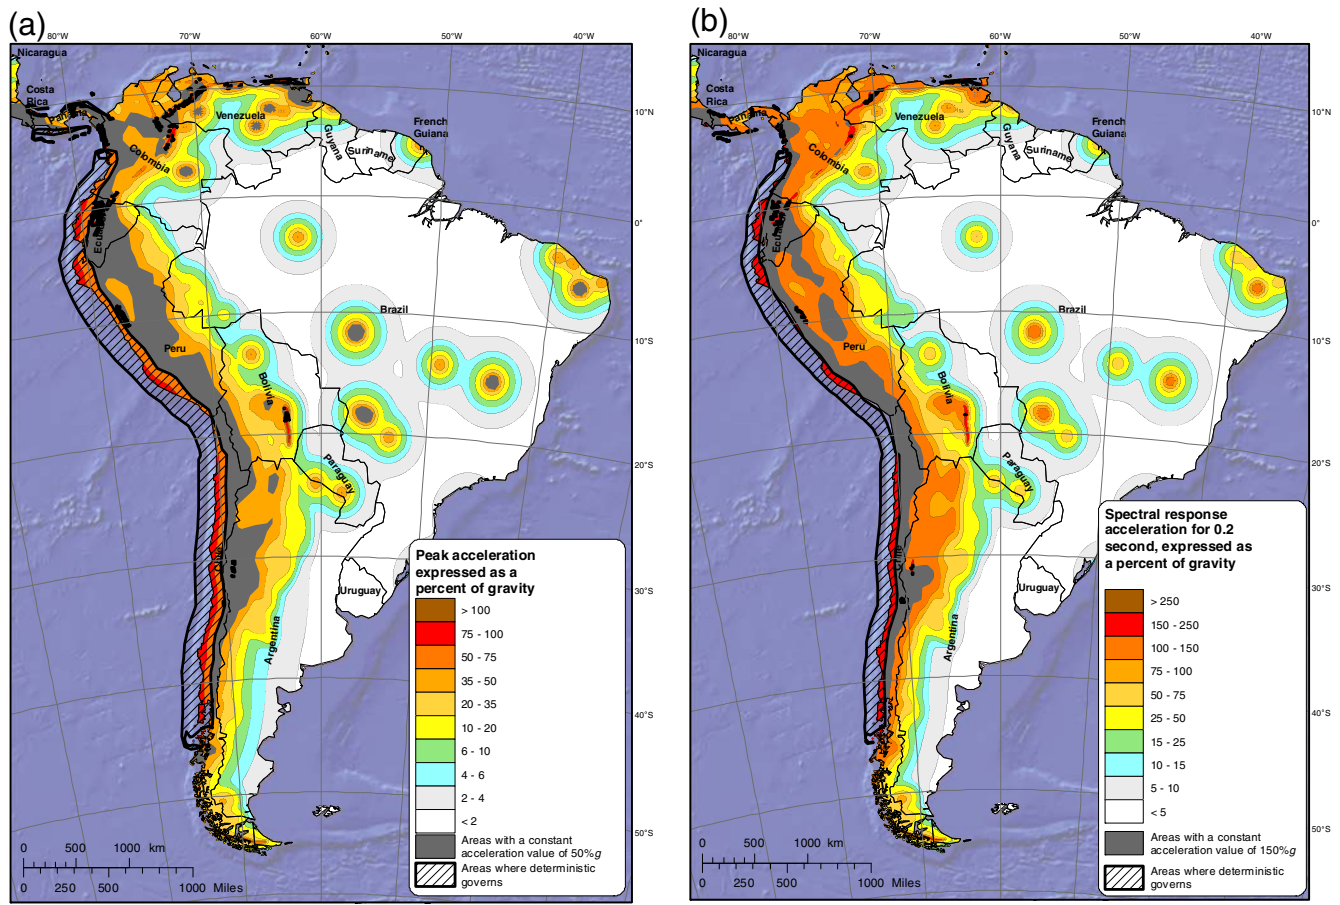 (a)
80°W
70°W
60°W
50°W
40°W
Nicaragua
Costa
Rica
Panama
Venezuela
Guyana
Suriname
French
Guiana
Colombia
10°N
0°
Brazil
Peru
10°S
Bolivia
Paraguay
20°S
Chile
Uruguay
30°S
Argentina
40°S
50°S
Peak acceleration
expressed as a
percent of gravity
> 100
75 - 100
50 - 75
35 - 50
20 - 35
10 - 20
6 - 10
4 - 6
2 - 4
< 2
Areas with a constant
acceleration value of 50%g
Areas where deterministic
governs
0 500 1000 km
0 250 500 1000 Miles
(b)
80°W
70°W
60°W
50°W
40°W
Nicaragua
Costa
Rica
Panama
Venezuela
Guyana
Suriname
French
Guiana
Colombia
10°N
0°
Brazil
Peru
10°S
Bolivia
Paraguay
20°S
Chile
Uruguay
30°S
Argentina
40°S
50°S
Spectral response
acceleration for 0.2
second, expressed as
a percent of gravity
> 250
150 - 250
100 - 150
75 - 100
50 - 75
25 - 50
15 - 25
10 - 15
5 - 10
< 5
Areas with a constant
acceleration value of 150%g
Areas where deterministic
governs
0 500 1000 km
0 250 500 1000 Miles